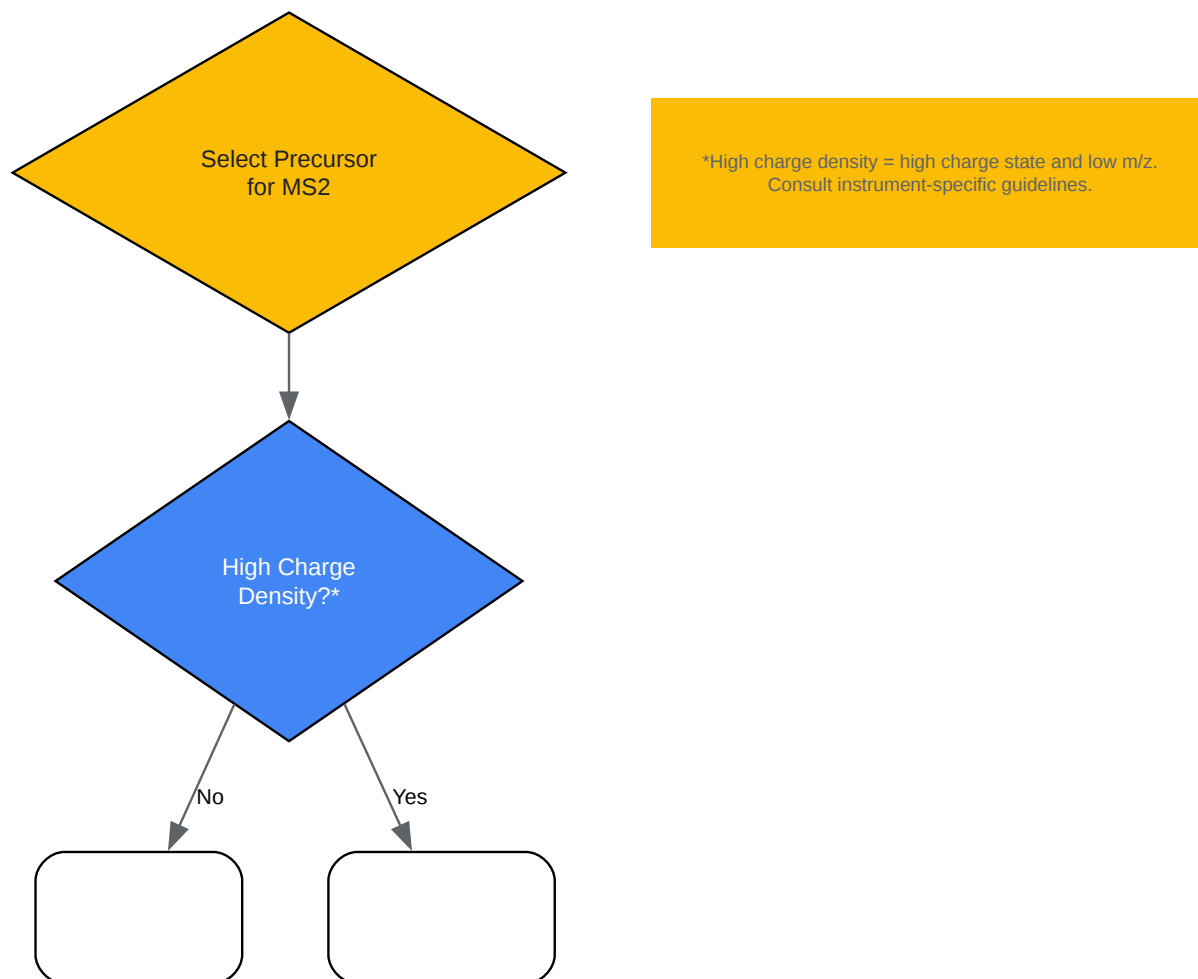 Select Precursor
for MS2
*High charge density = high charge state and low m/z.
Consult instrument-specific guidelines.
High Charge
Density?*
No
Yes